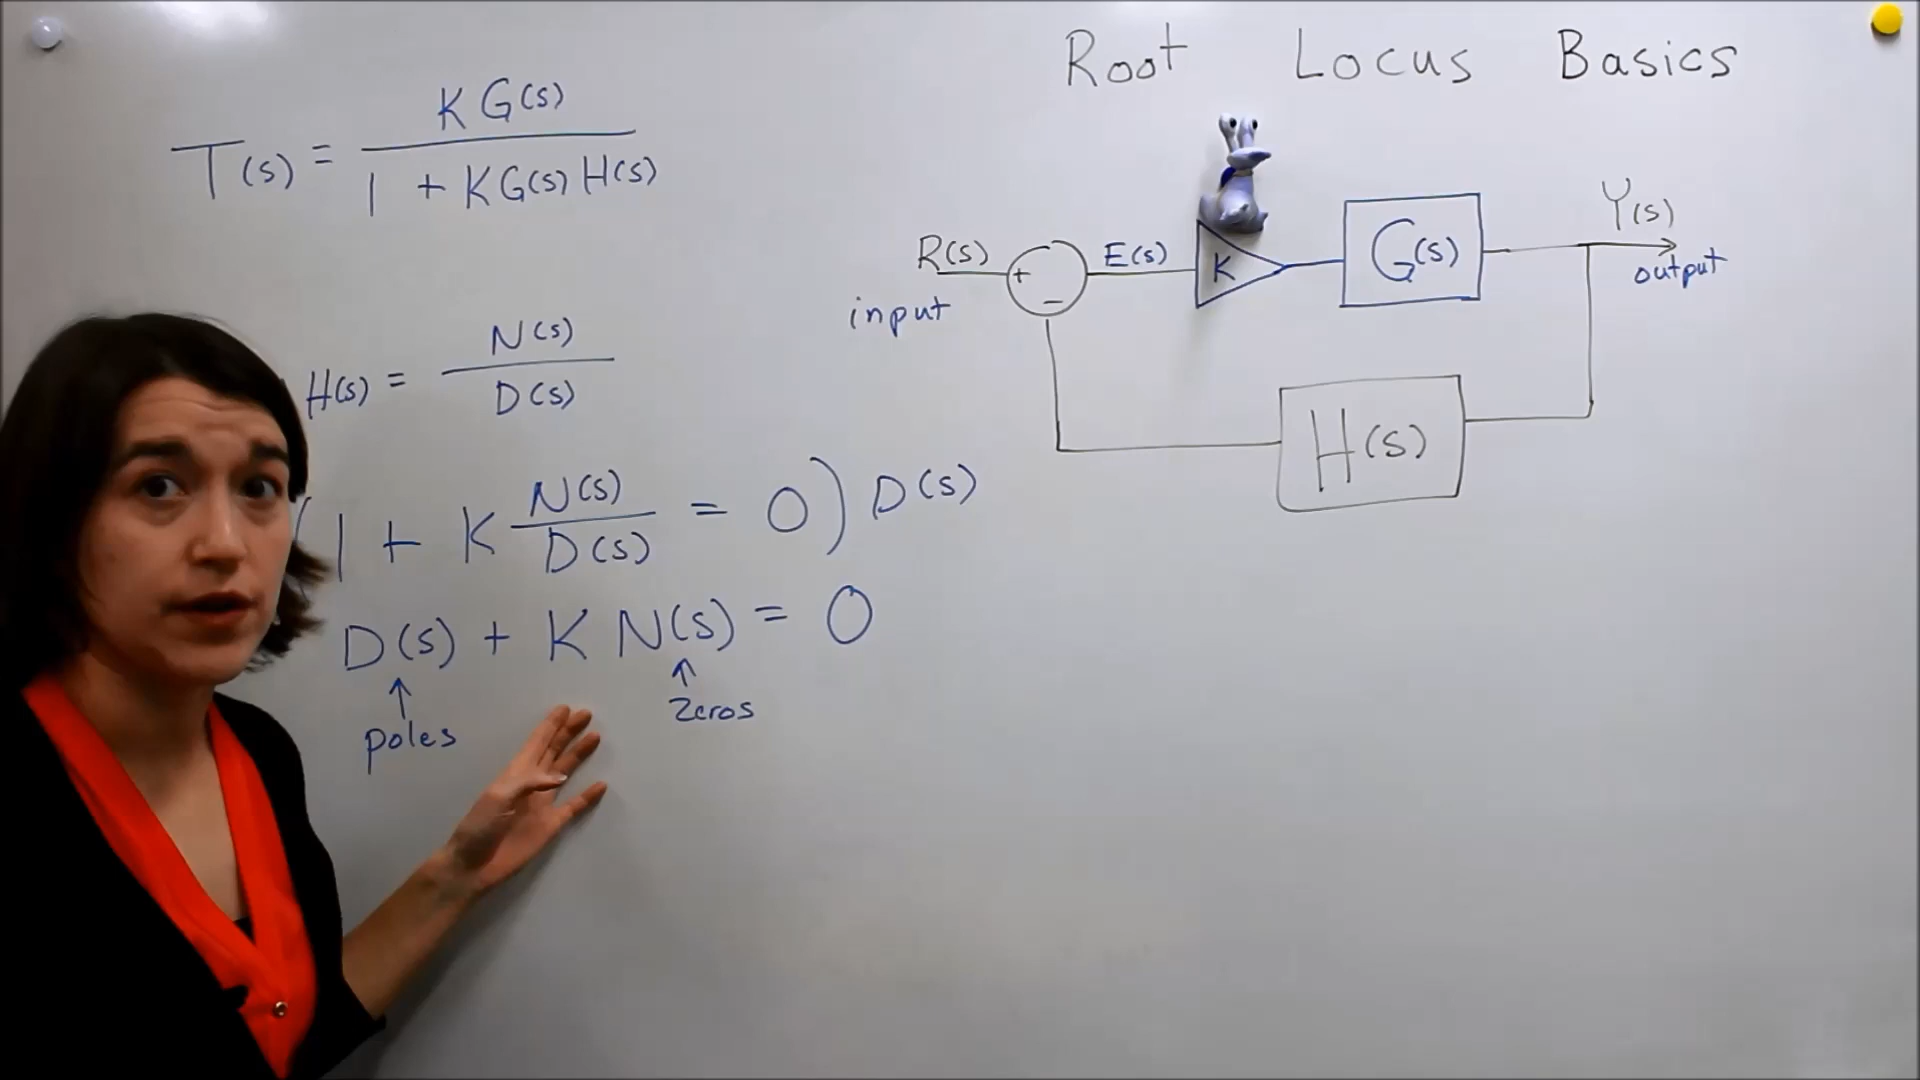 Root Locus Basics
T(s) = KG(s) / 1 + KG(s)H(s)
H(s) = N(s) / D(s)
(1 + K N(s)/D(s) = 0) D(s)
D(s) + K N(s) = 0
poles
Zeros
R(s)
input
+
−
E(s)
K
G(s)
Y(s)
output
H(s)